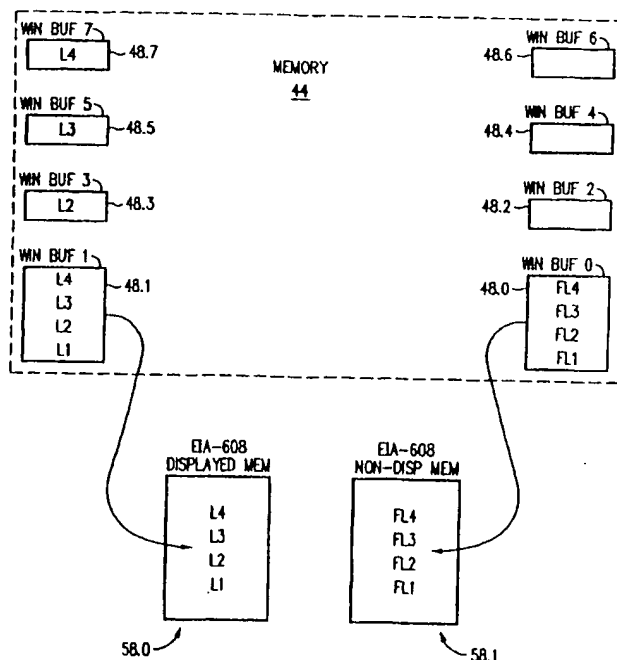 WIN BUF 7
L4
48.7
MEMORY
44
WIN BUF 6
48.6
WIN BUF 5
L3
48.5
WIN BUF 4
48.4
WIN BUF 3
L2
48.3
WIN BUF 2
48.2
WIN BUF 1
L4
L3
L2
L1
48.1
WIN BUF 0
48.0
FL4
FL3
FL2
FL1
EIA-608
DISPLAYED MEM
L4
L3
L2
L1
58.0
EIA-608
NON-DISP MEM
FL4
FL3
FL2
FL1
58.1